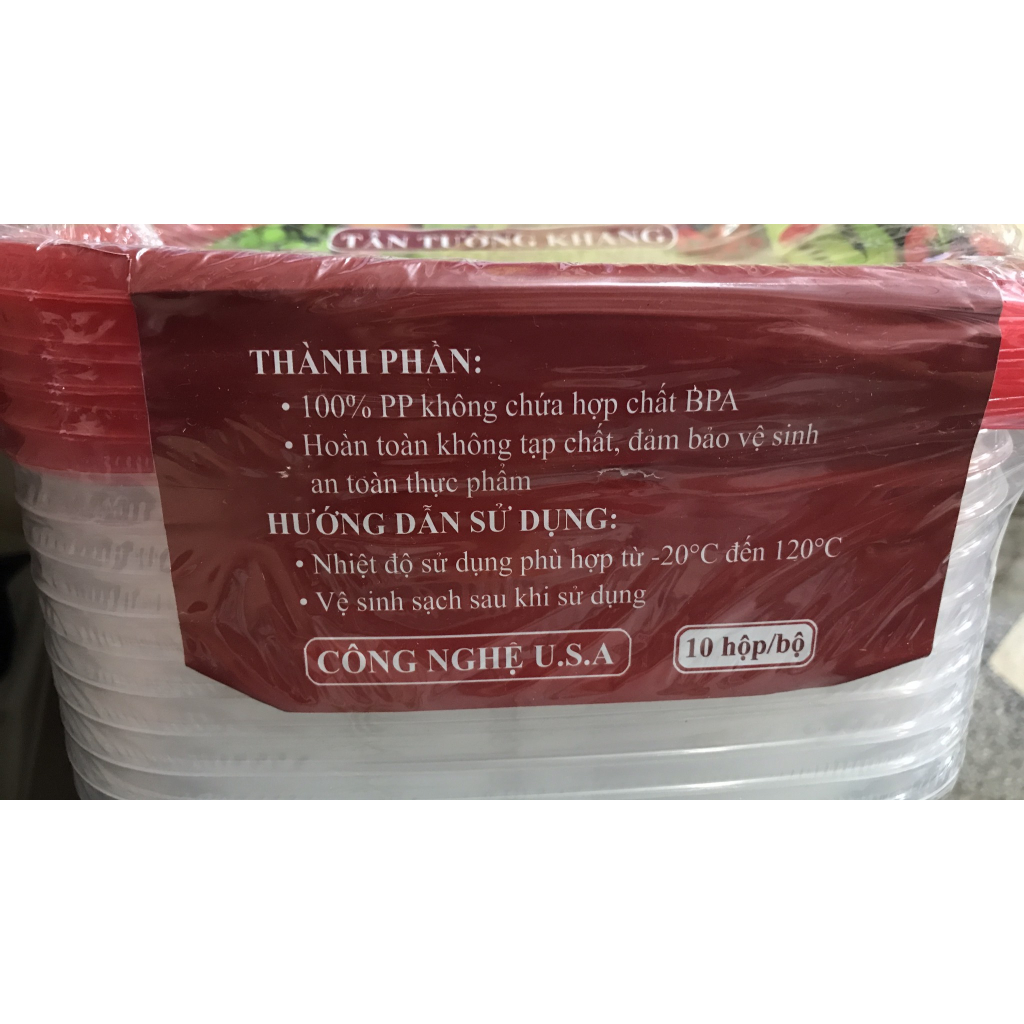 TÂN TƯỜNG KHANG
THÀNH PHẦN:
• 100% PP không chứa hợp chất BPA
• Hoàn toàn không tạp chất, đảm bảo vệ sinh
an toàn thực phẩm
HƯỚNG DẪN SỬ DỤNG:
• Nhiệt độ sử dụng phù hợp từ -20°C đến 120°C
• Vệ sinh sạch sau khi sử dụng
CÔNG NGHỆ U.S.A
10 hộp/bộ